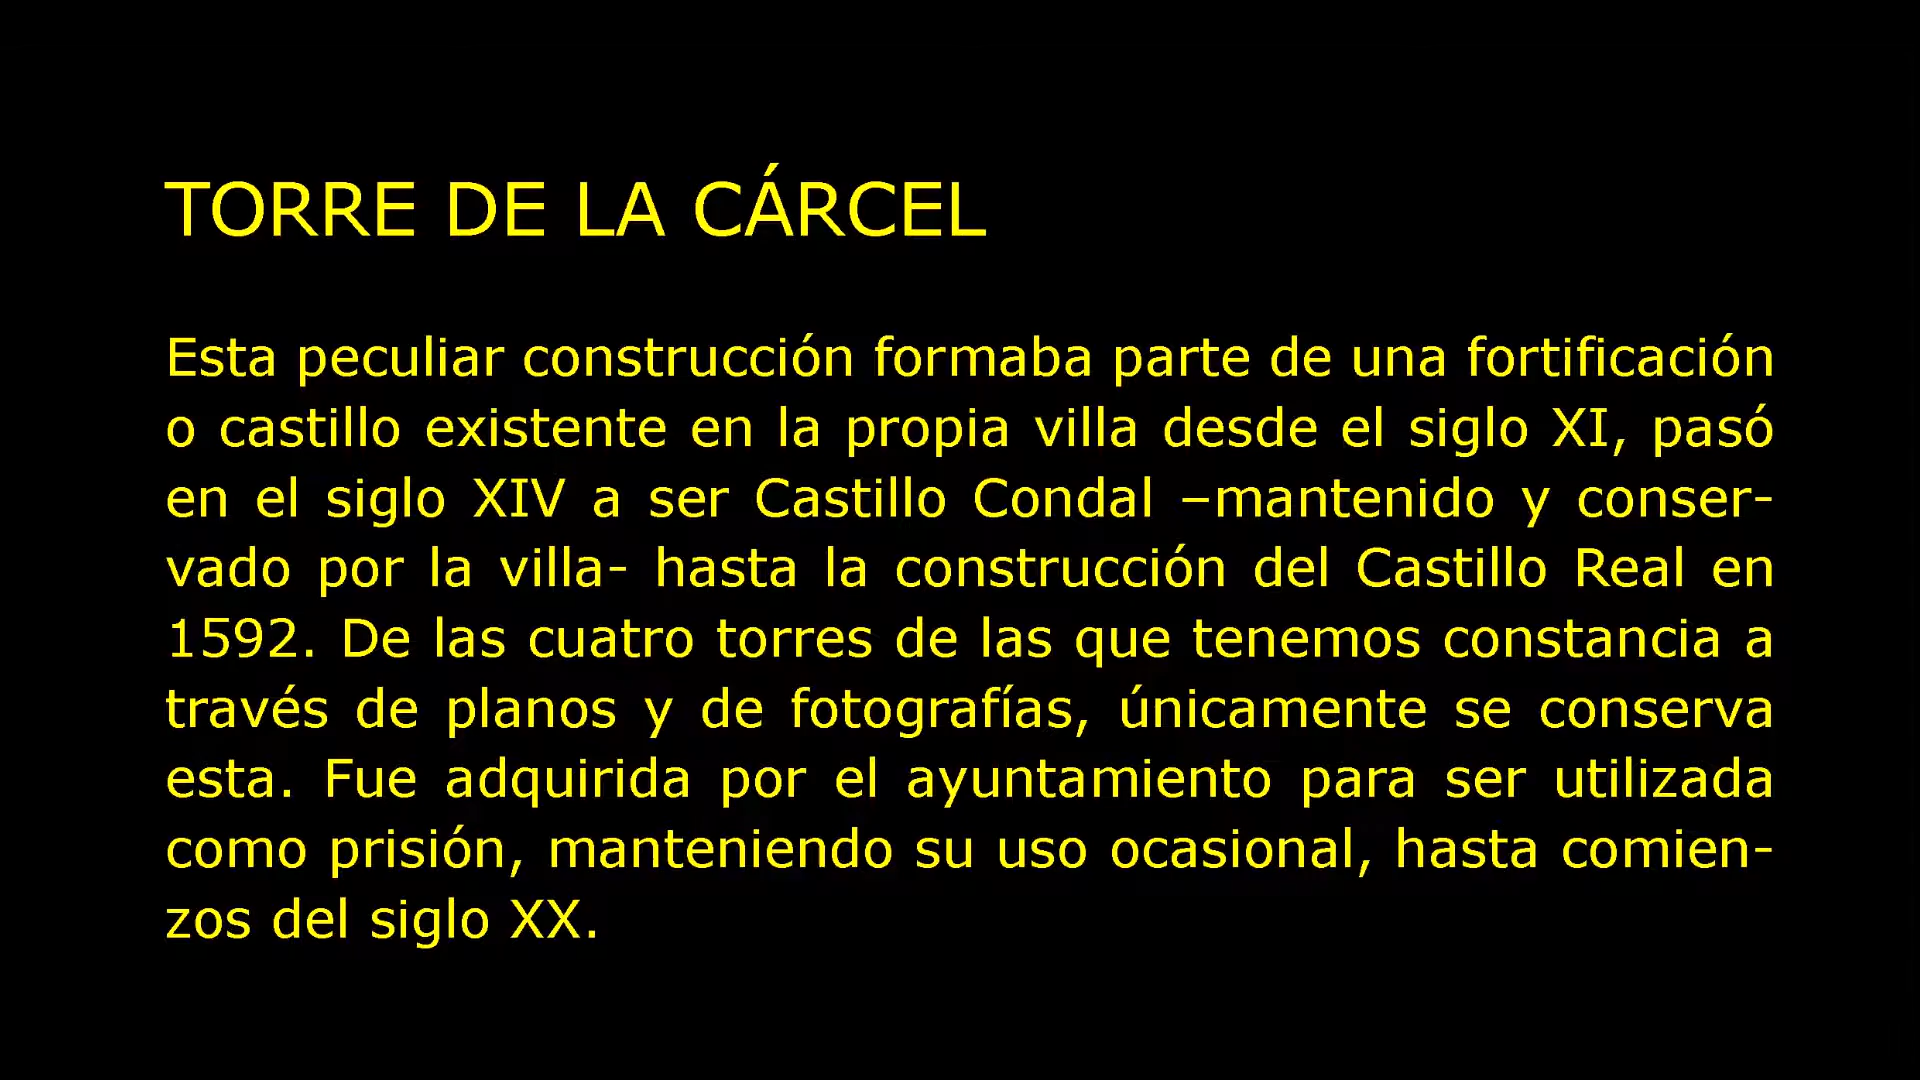 TORRE DE LA CÁRCEL
Esta peculiar construcción formaba parte de una fortificación
o castillo existente en la propia villa desde el siglo XI, pasó
en el siglo XIV a ser Castillo Condal –mantenido y conser-
vado por la villa- hasta la construcción del Castillo Real en
1592. De las cuatro torres de las que tenemos constancia a
través de planos y de fotografías, únicamente se conserva
esta. Fue adquirida por el ayuntamiento para ser utilizada
como prisión, manteniendo su uso ocasional, hasta comien-
zos del siglo XX.